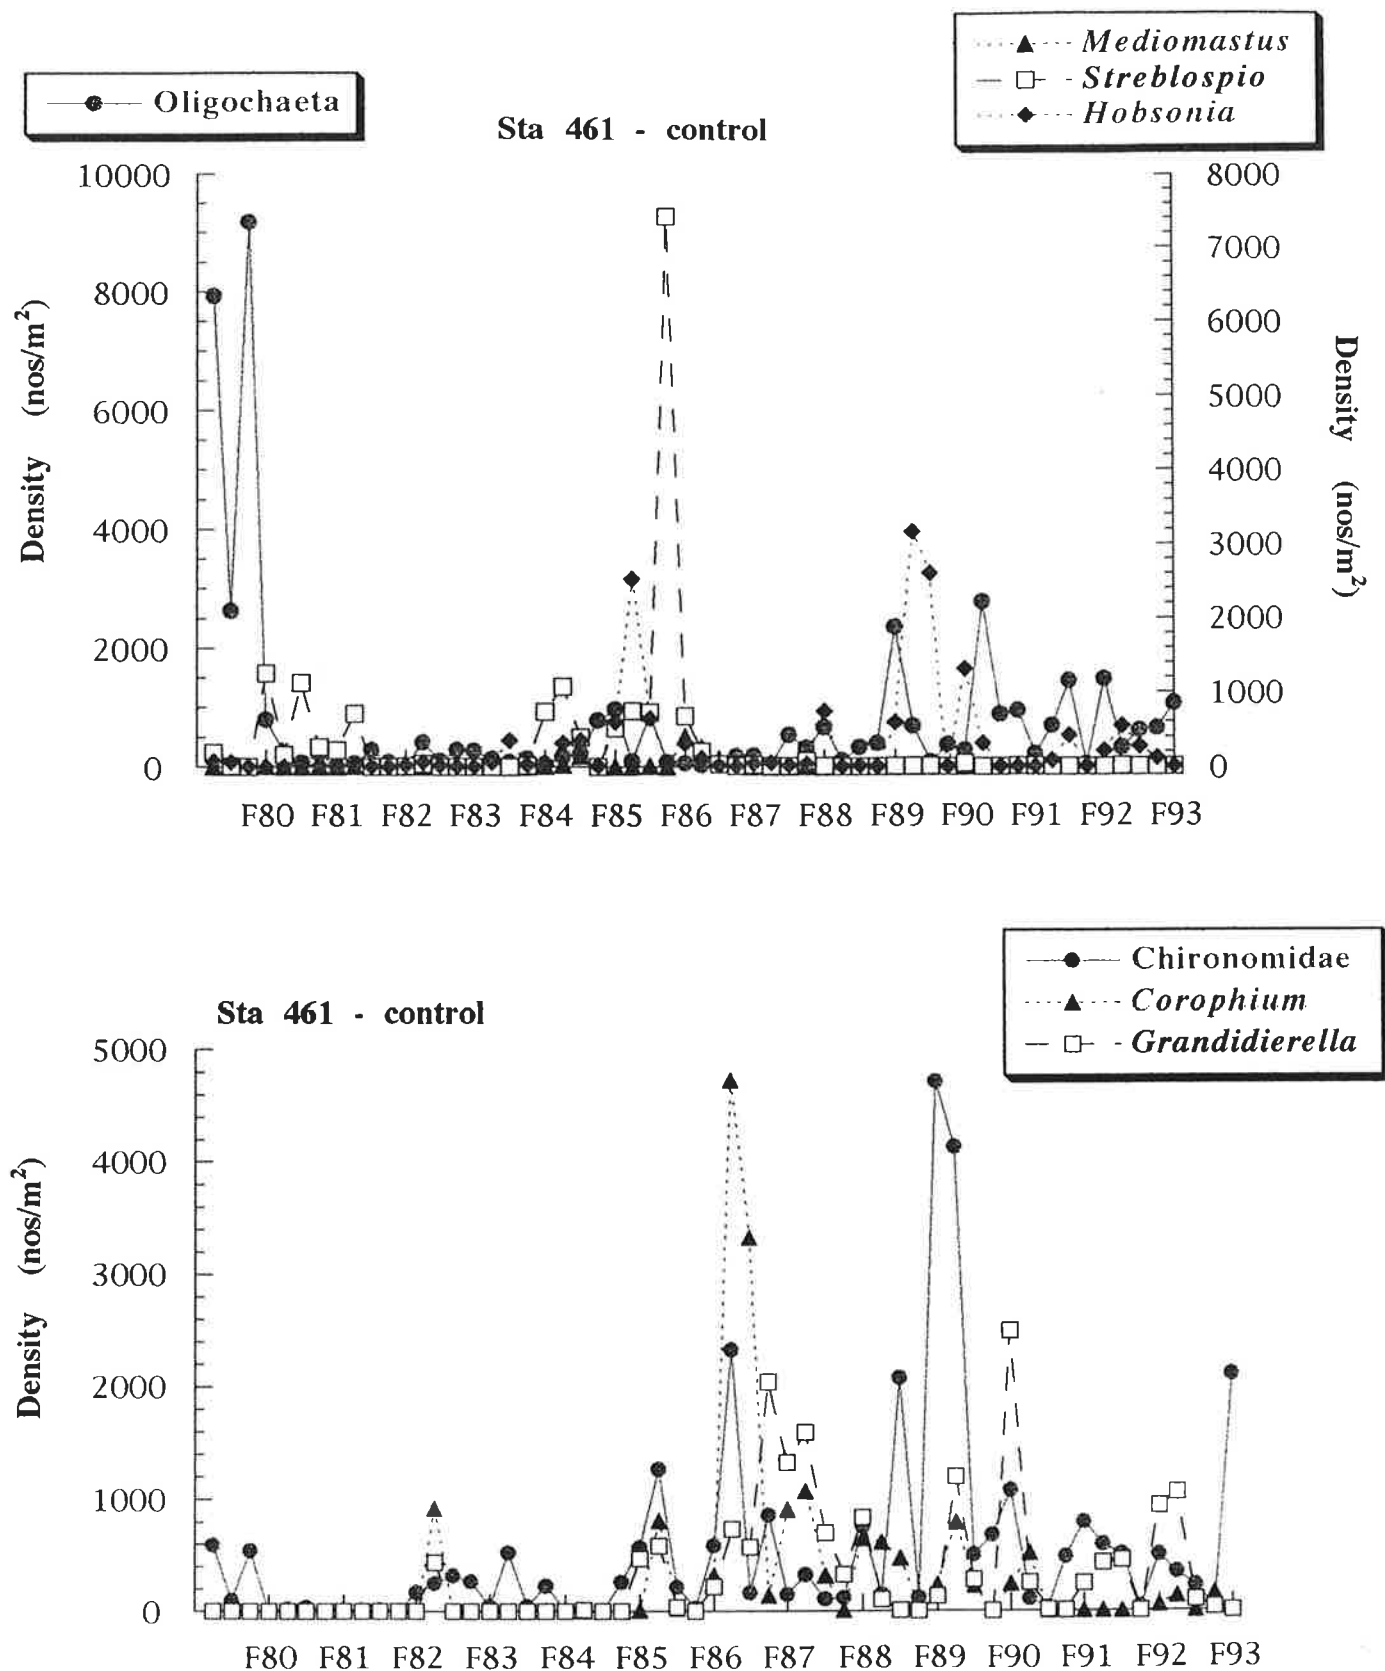 Mediomastus
Streblospio
Hobsonia
Oligochaeta
Sta 461 - control
10000
8000
6000
4000
2000
0
Density (nos/m²)
8000
7000
6000
5000
4000
3000
2000
1000
0
Density (nos/m²)
F80 F81 F82 F83 F84 F85 F86 F87 F88 F89 F90 F91 F92 F93
Chironomidae
Corophium
Grandidierella
Sta 461 - control
5000
4000
3000
2000
1000
0
Density (nos/m²)
F80 F81 F82 F83 F84 F85 F86 F87 F88 F89 F90 F91 F92 F93